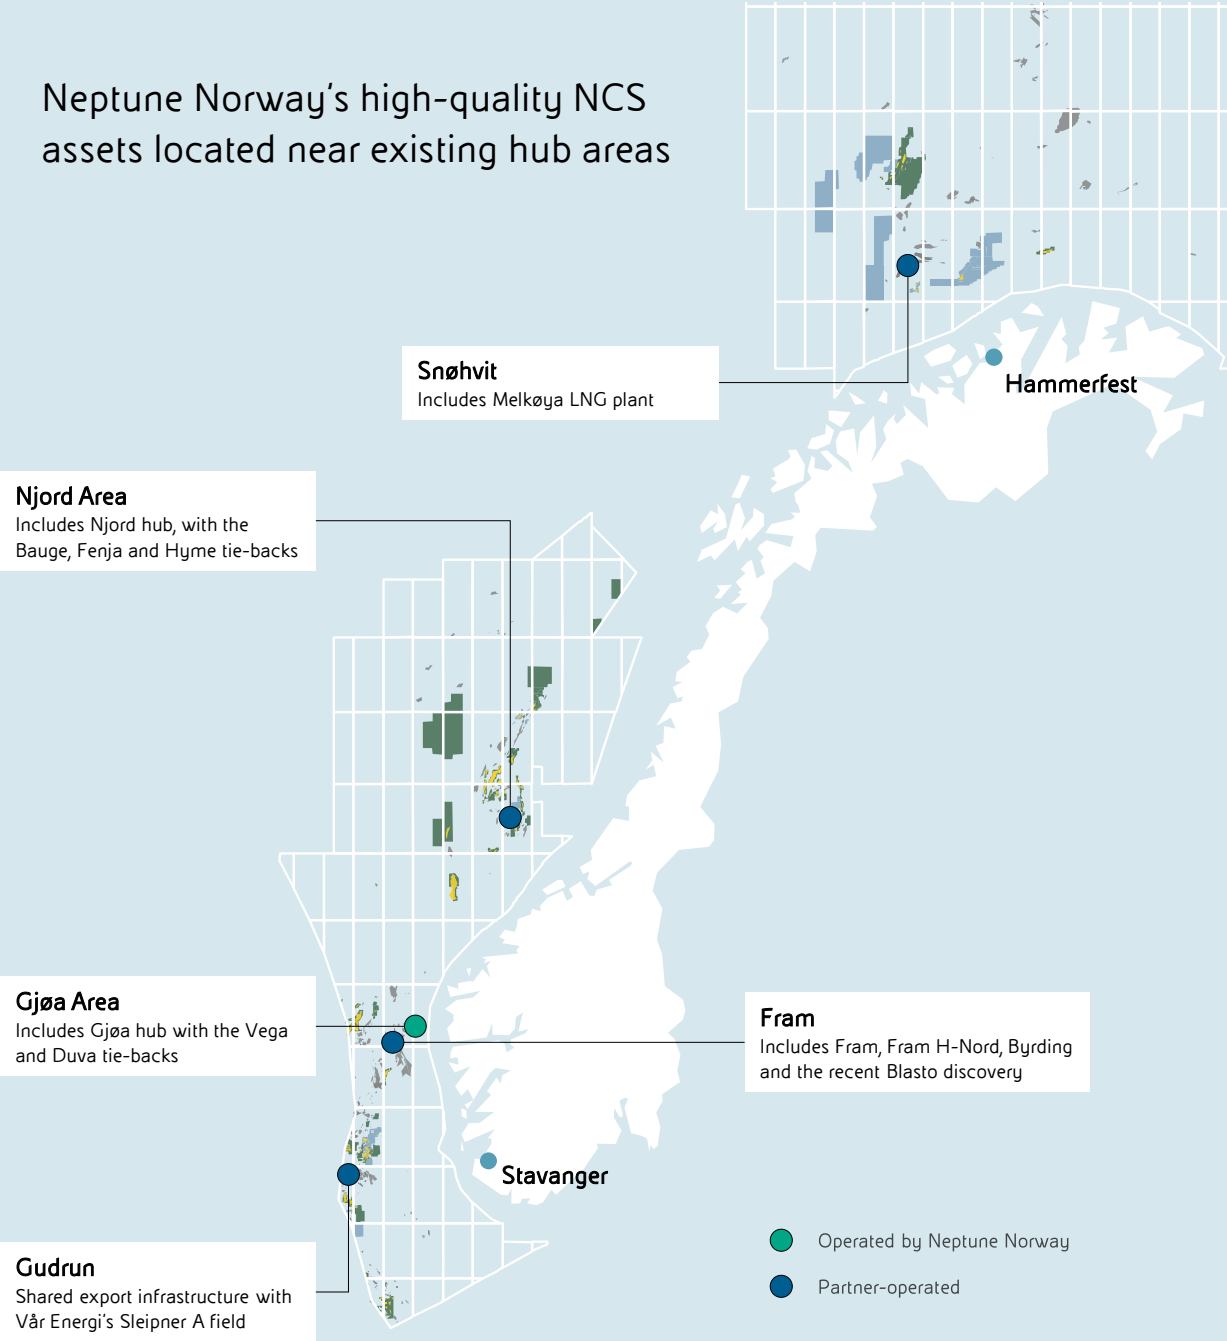 Neptune Norway's high-quality NCS
assets located near existing hub areas
Snøhvit
Includes Melkøya LNG plant
Hammerfest
Njord Area
Includes Njord hub, with the
Bauge, Fenja and Hyme tie-backs
Gjøa Area
Includes Gjøa hub with the Vega
and Duva tie-backs
Fram
Includes Fram, Fram H-Nord, Byrding
and the recent Blasto discovery
Stavanger
Gudrun
Shared export infrastructure with
Vår Energi's Sleipner A field
Operated by Neptune Norway
Partner-operated